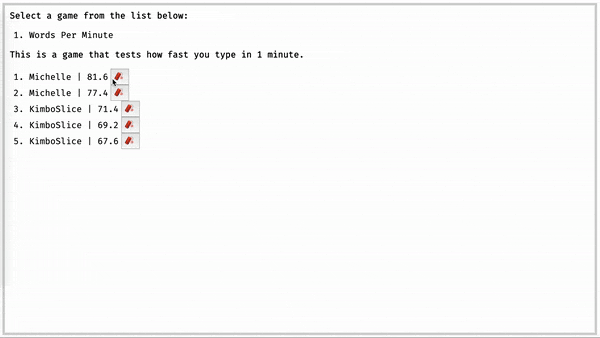 Select a game from the list below:
1. Words Per Minute
This is a game that tests how fast you type in 1 minute.
1. Michelle | 81.6
2. Michelle | 77.4
3. KimboSlice | 71.4
4. KimboSlice | 69.2
5. KimboSlice | 67.6